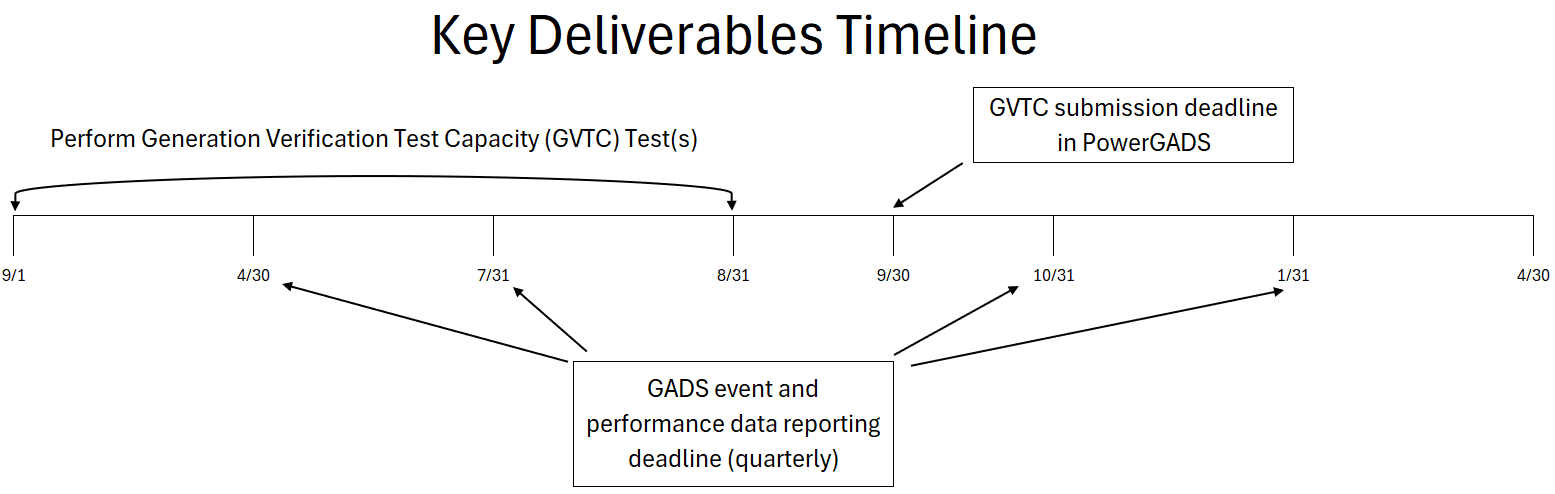 Key Deliverables Timeline
GVTC submission deadline
in PowerGADS
Perform Generation Verification Test Capacity (GVTC) Test(s)
9/1
4/30
7/31
8/31
9/30
10/31
1/31
4/30
GADS event and
performance data reporting
deadline (quarterly)